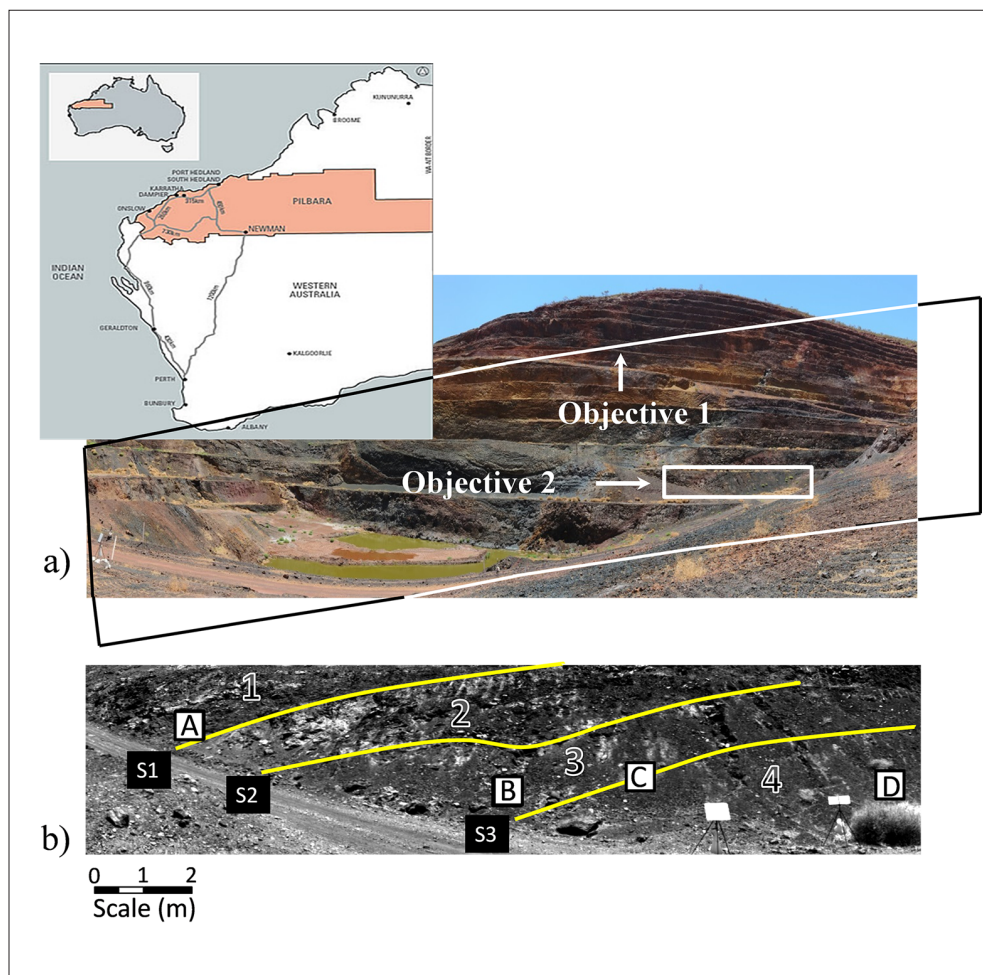 KUNUNURRA
BROOME
WA-NT BORDER
PORT HEDLAND
SOUTH HEDLAND
KARRATHA
DAMPIER
315km
ONSLOW
PILBARA
NEWMAN
INDIAN
OCEAN
WESTERN
AUSTRALIA
GERALDTON
KALGOORLIE
PERTH
BUNBURY
ALBANY
Objective 1
Objective 2
a)
1
A
2
S1
3
S2
B
C
4
D
S3
b)
0 1 2
Scale (m)